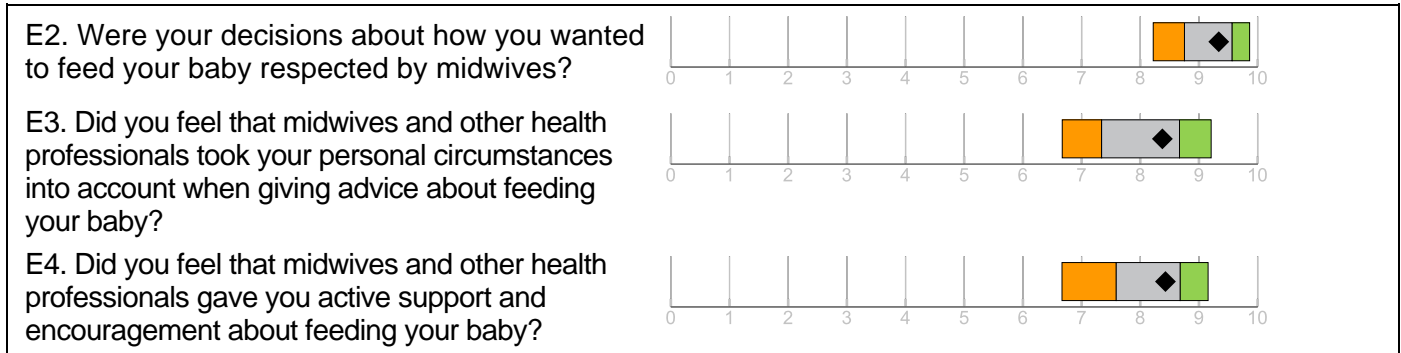 E2. Were your decisions about how you wanted
to feed your baby respected by midwives?
0 1 2 3 4 5 6 7 8 9 10
E3. Did you feel that midwives and other health
professionals took your personal circumstances
into account when giving advice about feeding
your baby?
0 1 2 3 4 5 6 7 8 9 10
E4. Did you feel that midwives and other health
professionals gave you active support and
encouragement about feeding your baby?
0 1 2 3 4 5 6 7 8 9 10